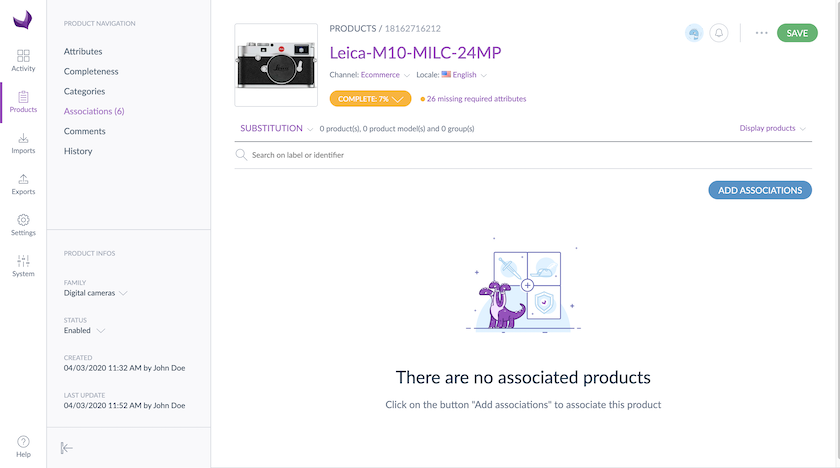 Activity
Products
Imports
Exports
Settings
System
Help
PRODUCT NAVIGATION
Attributes
Completeness
Categories
Associations (6)
Comments
History
PRODUCT INFOS
FAMILY
Digital cameras
STATUS
Enabled
CREATED
04/03/2020 11:32 AM by John Doe
LAST UPDATE
04/03/2020 11:52 AM by John Doe
PRODUCTS / 18162716212
SAVE
Leica-M10-MILC-24MP
Channel: Ecommerce Locale: English
COMPLETE: 7% 26 missing required attributes
SUBSTITUTION 0 product(s), 0 product model(s) and 0 group(s) Display products
Search on label or identifier
ADD ASSOCIATIONS
There are no associated products
Click on the button "Add associations" to associate this product